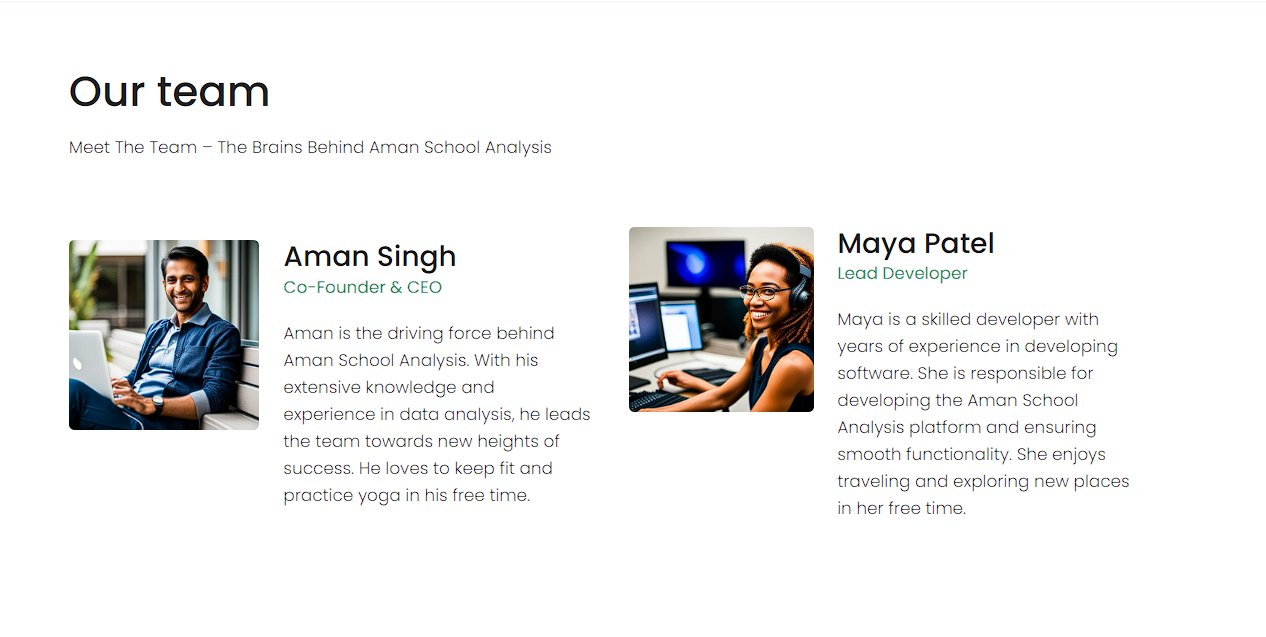 Our team
Meet The Team – The Brains Behind Aman School Analysis
Aman Singh
Co-Founder & CEO
Aman is the driving force behind
Aman School Analysis. With his
extensive knowledge and
experience in data analysis, he leads
the team towards new heights of
success. He loves to keep fit and
practice yoga in his free time.
Maya Patel
Lead Developer
Maya is a skilled developer with
years of experience in developing
software. She is responsible for
developing the Aman School
Analysis platform and ensuring
smooth functionality. She enjoys
traveling and exploring new places
in her free time.